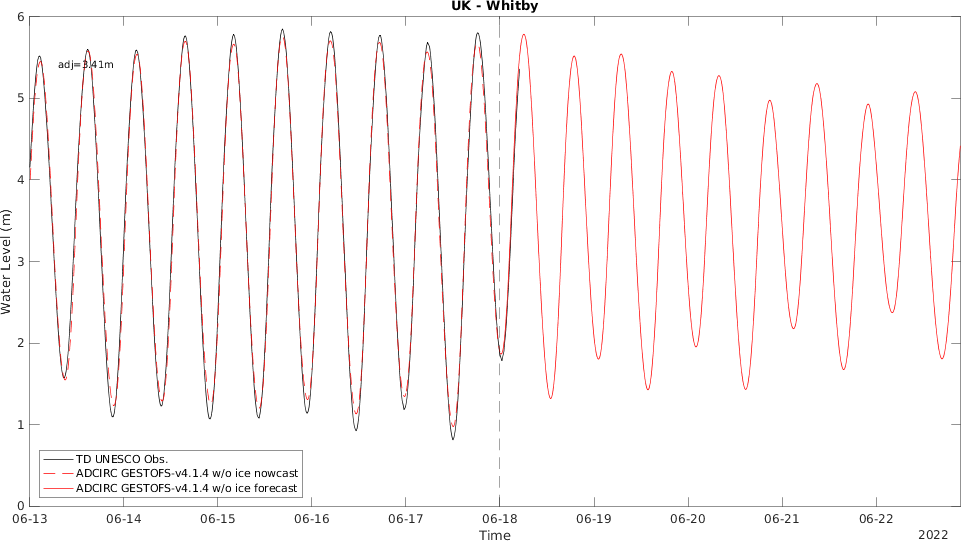 UK - Whitby
adj=3.41m
6
5
4
3
2
1
0
Water Level (m)
TD UNESCO Obs.
ADCIRC GESTOFS-v4.1.4 w/o ice nowcast
ADCIRC GESTOFS-v4.1.4 w/o ice forecast
06-13 06-14 06-15 06-16 06-17 06-18 06-19 06-20 06-21 06-22
Time
2022